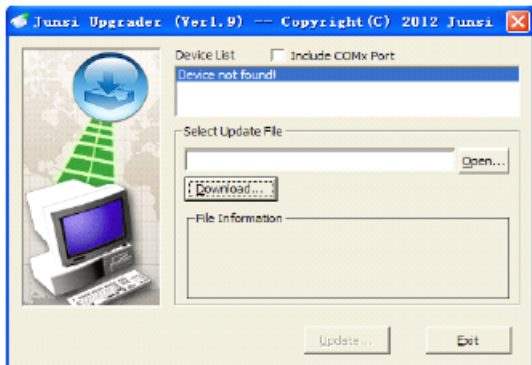 Junsi Upgrader (Ver1.9) -- Copyright(C) 2012 Junsi
Device List Include COMx Port
Device not found!
Select Update File
Open...
Download...
File Information
Update... Exit